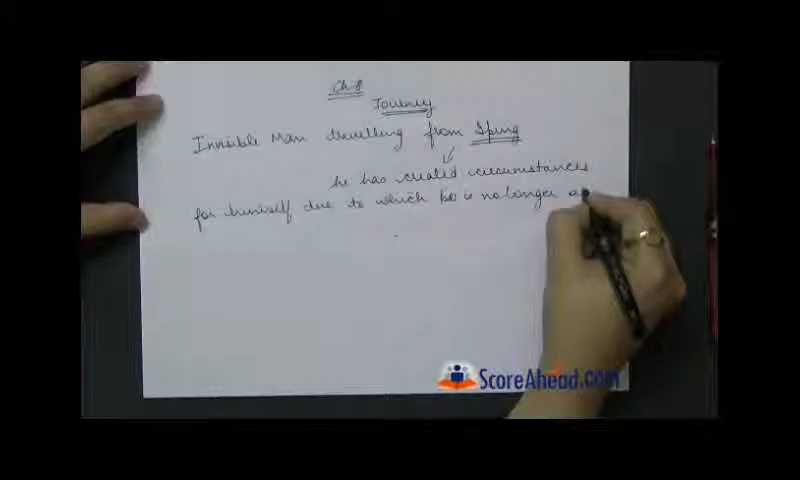 Ch-8
Journey
Invisible Man travelling from Iping
he has created circumstances
for himself due to which he is no longer a
ScoreAhead.com